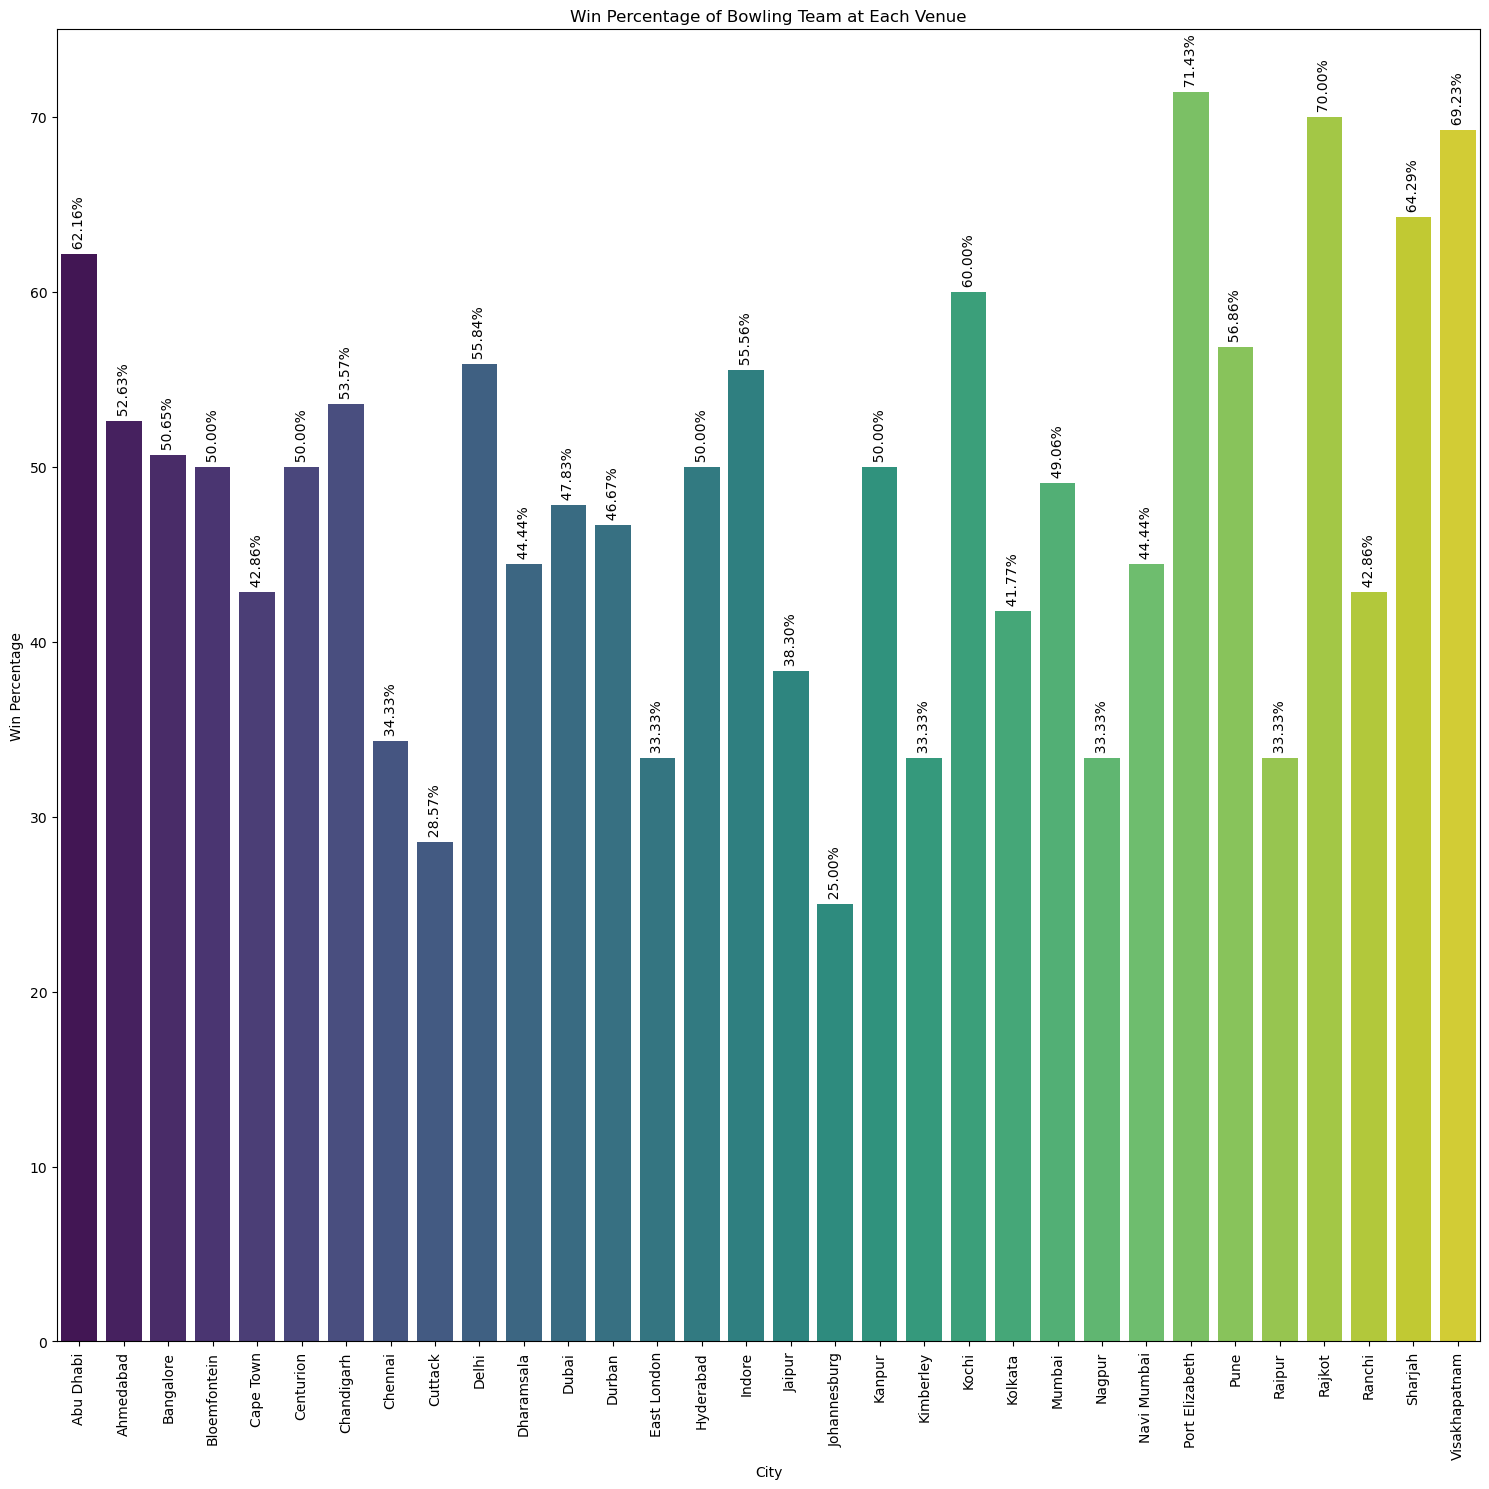 Win Percentage of Bowling Team at Each Venue
Win Percentage
70
60
50
40
30
20
10
0
62.16%
52.63%
50.65%
50.00%
42.86%
50.00%
53.57%
34.33%
28.57%
55.84%
44.44%
47.83%
46.67%
33.33%
50.00%
55.56%
38.30%
25.00%
50.00%
33.33%
60.00%
41.77%
49.06%
33.33%
44.44%
71.43%
56.86%
33.33%
70.00%
42.86%
64.29%
69.23%
Abu Dhabi
Ahmedabad
Bangalore
Bloemfontein
Cape Town
Centurion
Chandigarh
Chennai
Cuttack
Delhi
Dharamsala
Dubai
Durban
East London
Hyderabad
Indore
Jaipur
Johannesburg
Kanpur
Kimberley
Kochi
Kolkata
Mumbai
Nagpur
Navi Mumbai
Port Elizabeth
Pune
Raipur
Rajkot
Ranchi
Sharjah
Visakhapatnam
City